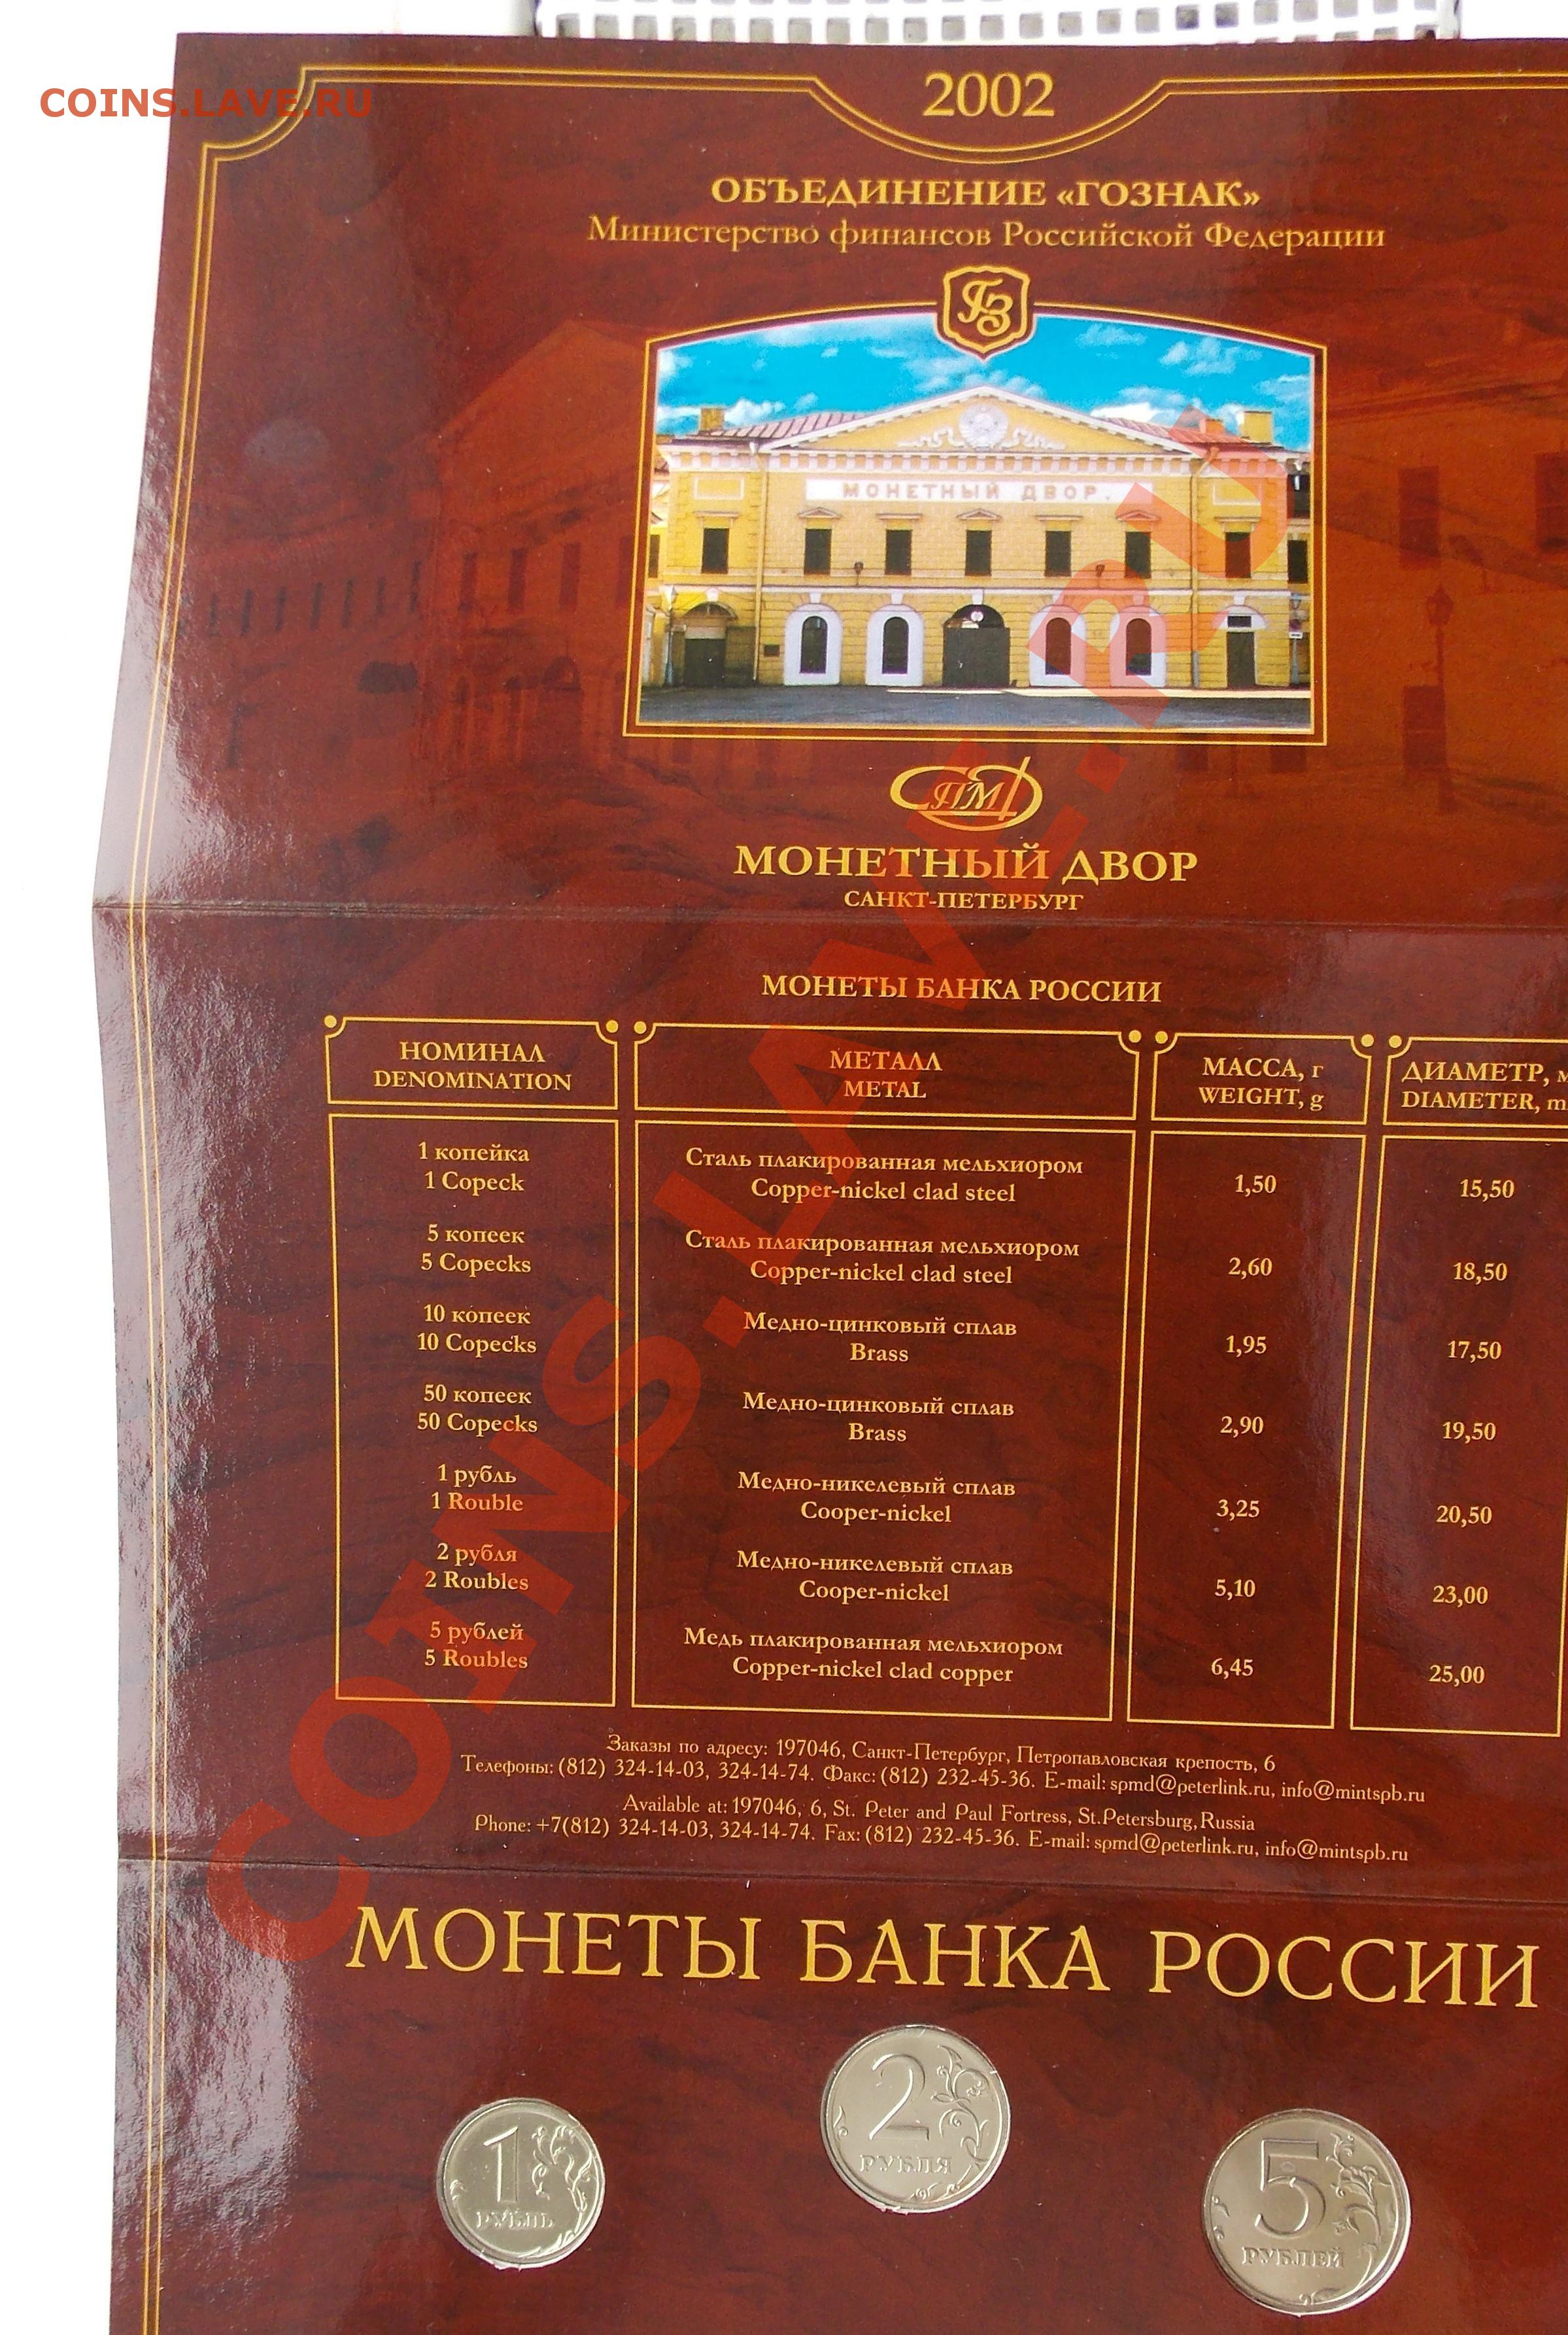 COINS.LAVE.RU
2002
ОБЪЕДИНЕНИЕ «ГОЗНАК»
Министерство финансов Российской Федерации
ГЗ
МОНЕТНЫЙ ДВОР.
СПМД
МОНЕТНЫЙ ДВОР
САНКТ-ПЕТЕРБУРГ
МОНЕТЫ БАНКА РОССИИ
НОМИНАЛ
DENOMINATION
МЕТАЛЛ
METAL
МАССА, г
WEIGHT, g
ДИАМЕТР,
DIAMETER,
1 копейка
1 Copeck
Сталь плакированная мельхиором
Copper-nickel clad steel
1,50
15,50
5 копеек
5 Copecks
Сталь плакированная мельхиором
Copper-nickel clad steel
2,60
18,50
10 копеек
10 Copecks
Медно-цинковый сплав
Brass
1,95
17,50
50 копеек
50 Copecks
Медно-цинковый сплав
Brass
2,90
19,50
1 рубль
1 Rouble
Медно-никелевый сплав
Cooper-nickel
3,25
20,50
2 рубля
2 Roubles
Медно-никелевый сплав
Cooper-nickel
5,10
23,00
5 рублей
5 Roubles
Медь плакированная мельхиором
Copper-nickel clad copper
6,45
25,00
Заказы по адресу: 197046, Санкт-Петербург, Петропавловская крепость, 6
Телефоны: (812) 324-14-03, 324-14-74. Факс: (812) 232-45-36. E-mail: spmd@peterlink.ru, info@mintspb.ru
Available at: 197046, 6, St. Peter and Paul Fortress, St.Petersburg, Russia
Phone: +7(812) 324-14-03, 324-14-74. Fax: (812) 232-45-36. E-mail: spmd@peterlink.ru, info@mintspb.ru
МОНЕТЫ БАНКА РОССИИ
1
РУБЛЬ
2
РУБЛЯ
5
РУБЛЕЙ
COINS.LAVE.RU